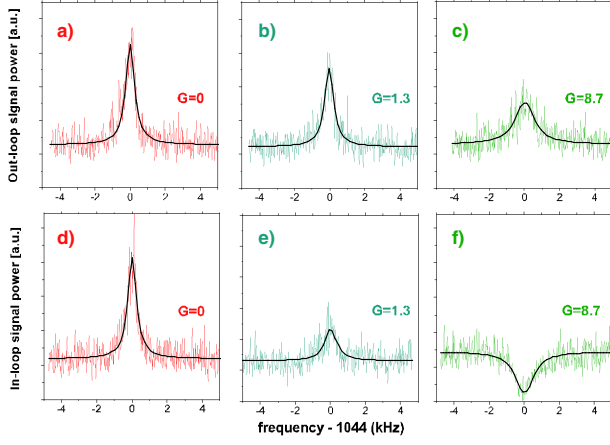 Out-loop signal power [a.u.]
a)
G=0
b)
G=1.3
c)
G=8.7
-4 -2 0 2 4
-4 -2 0 2 4
-4 -2 0 2 4
In-loop signal power [a.u.]
d)
G=0
e)
G=1.3
f)
G=8.7
-4 -2 0 2 4
-4 -2 0 2 4
-4 -2 0 2 4
frequency - 1044 (kHz)